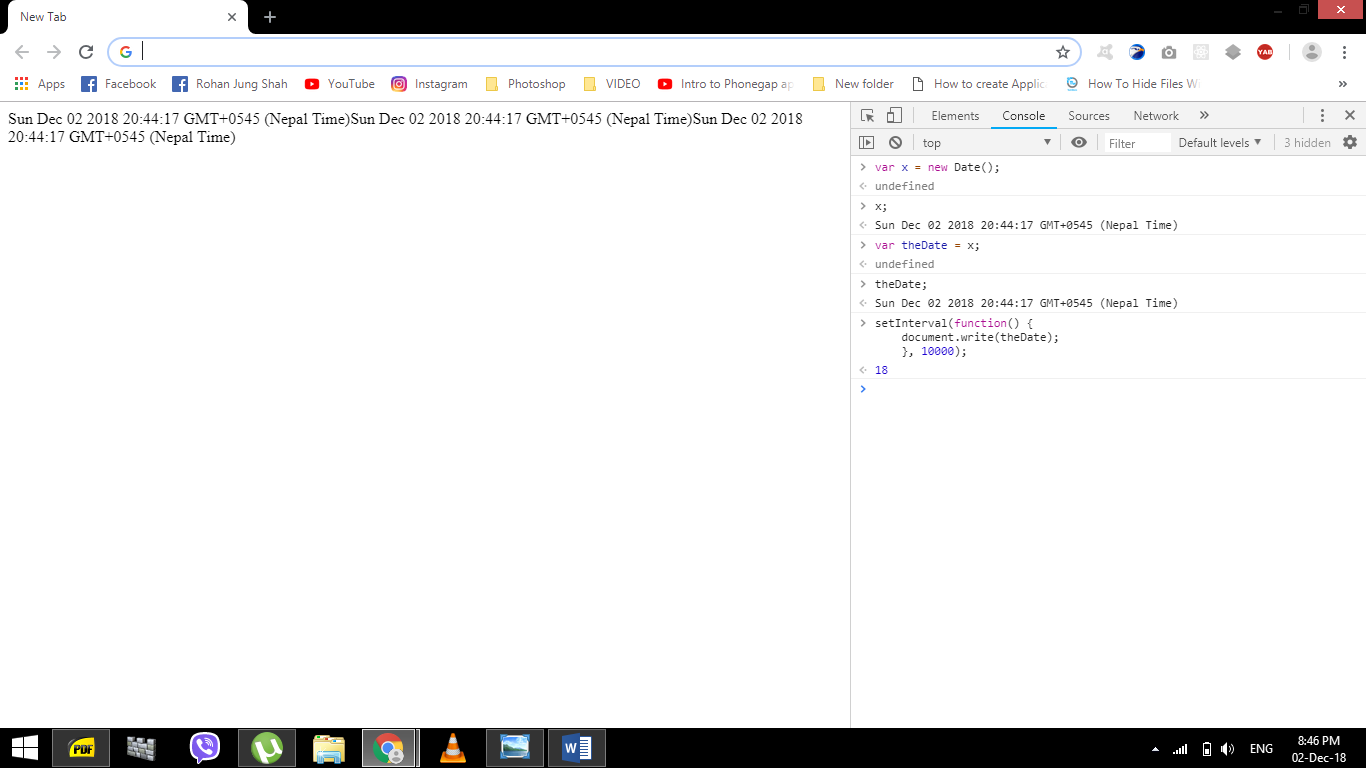 New Tab
Apps Facebook Rohan Jung Shah YouTube Instagram Photoshop VIDEO Intro to Phonegap ap New folder How to create Applic How To Hide Files Wi »
YAB
Sun Dec 02 2018 20:44:17 GMT+0545 (Nepal Time)Sun Dec 02 2018 20:44:17 GMT+0545 (Nepal Time)Sun Dec 02 2018
20:44:17 GMT+0545 (Nepal Time)
Elements Console Sources Network »
top Filter Default levels 3 hidden
var x = new Date();
undefined
x;
Sun Dec 02 2018 20:44:17 GMT+0545 (Nepal Time)
var theDate = x;
undefined
theDate;
Sun Dec 02 2018 20:44:17 GMT+0545 (Nepal Time)
setInterval(function() {
document.write(theDate);
}, 10000);
18
PDF
ENG
8:46 PM
02-Dec-18